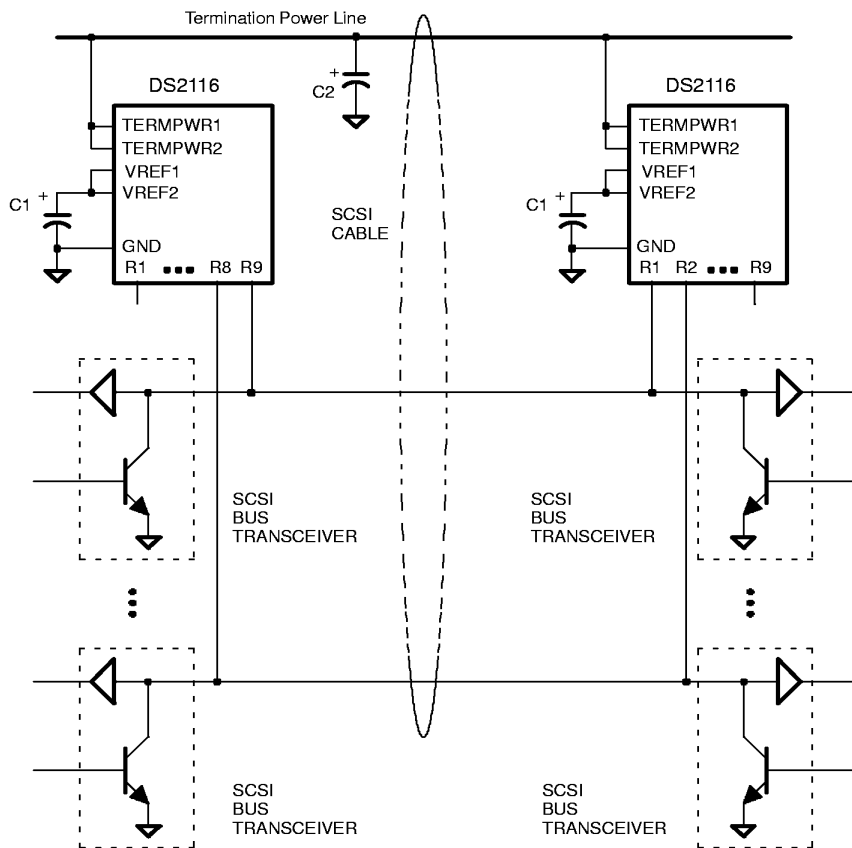 Termination Power Line
DS2116
+
C2
DS2116
TERMPWR1
TERMPWR2
VREF1
VREF2
C1
+
GND
R1
R8
R9
SCSI
CABLE
TERMPWR1
TERMPWR2
VREF1
VREF2
C1
+
GND
R1
R2
R9
SCSI
BUS
TRANSCEIVER
SCSI
BUS
TRANSCEIVER
SCSI
BUS
TRANSCEIVER
SCSI
BUS
TRANSCEIVER